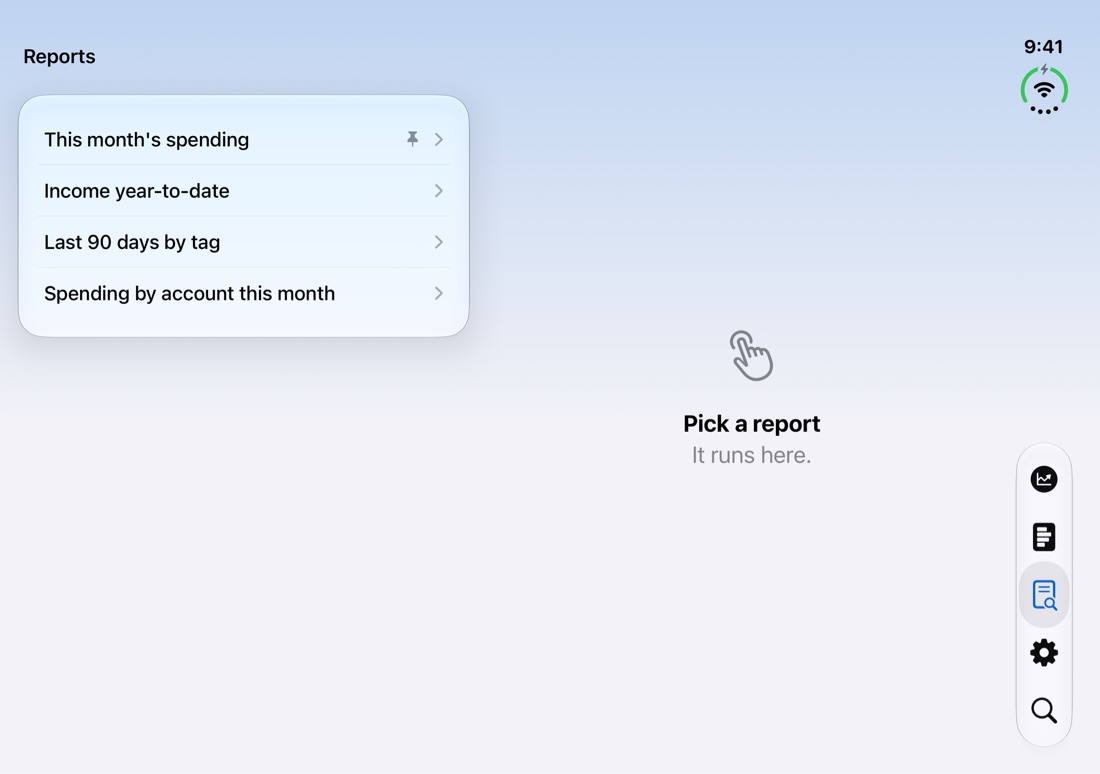 Reports
9:41
This month's spending
Income year-to-date
Last 90 days by tag
Spending by account this month
Pick a report
It runs here.